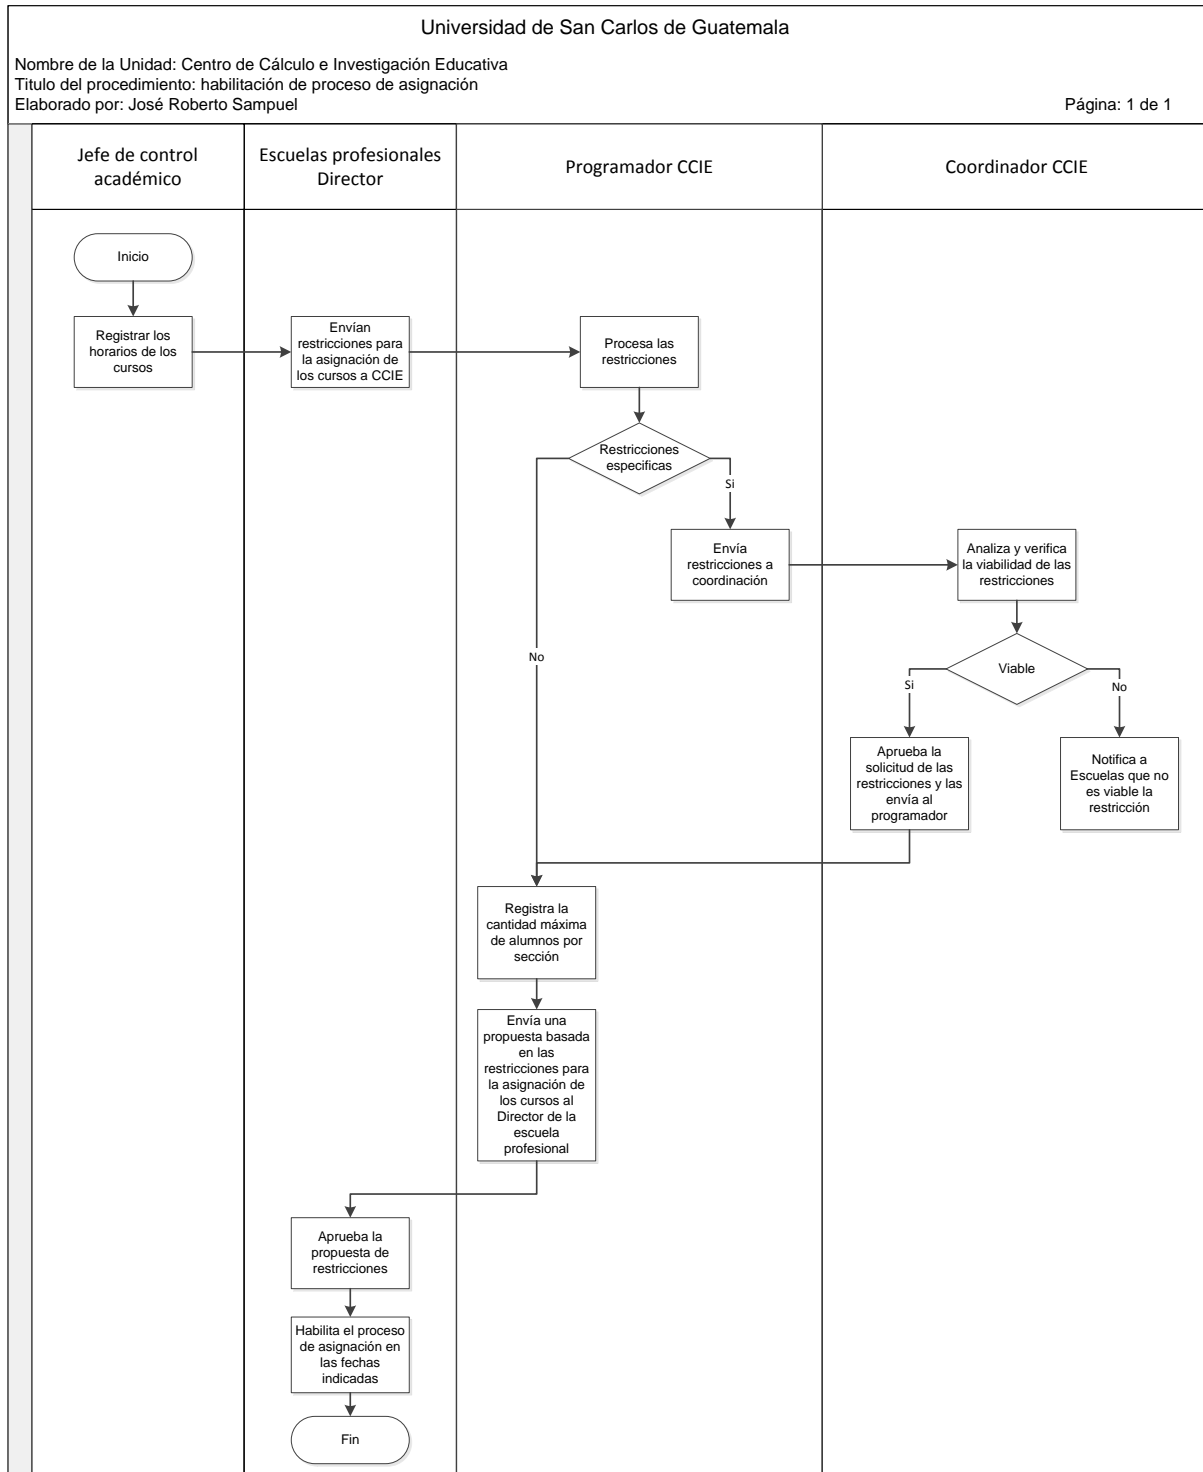 Universidad de San Carlos de Guatemala
Nombre de la Unidad: Centro de Cálculo e Investigación Educativa
Titulo del procedimiento: habilitación de proceso de asignación
Elaborado por: José Roberto Sampuel
Página: 1 de 1
Jefe de control
académico
Escuelas profesionales
Director
Programador CCIE
Coordinador CCIE
Inicio
Registrar los
horarios de los
cursos
Envían
restricciones para
la asignación de
los cursos a CCIE
Procesa las
restricciones
Restricciones
especificas
Si
No
Envía
restricciones a
coordinación
Analiza y verifica
la viabilidad de las
restricciones
Viable
Si
No
Aprueba la
solicitud de las
restricciones y las
envía al
programador
Notifica a
Escuelas que no
es viable la
restricción
Registra la
cantidad máxima
de alumnos por
sección
Envía una
propuesta basada
en las
restricciones para
la asignación de
los cursos al
Director de la
escuela
profesional
Aprueba la
propuesta de
restricciones
Habilita el proceso
de asignación en
las fechas
indicadas
Fin